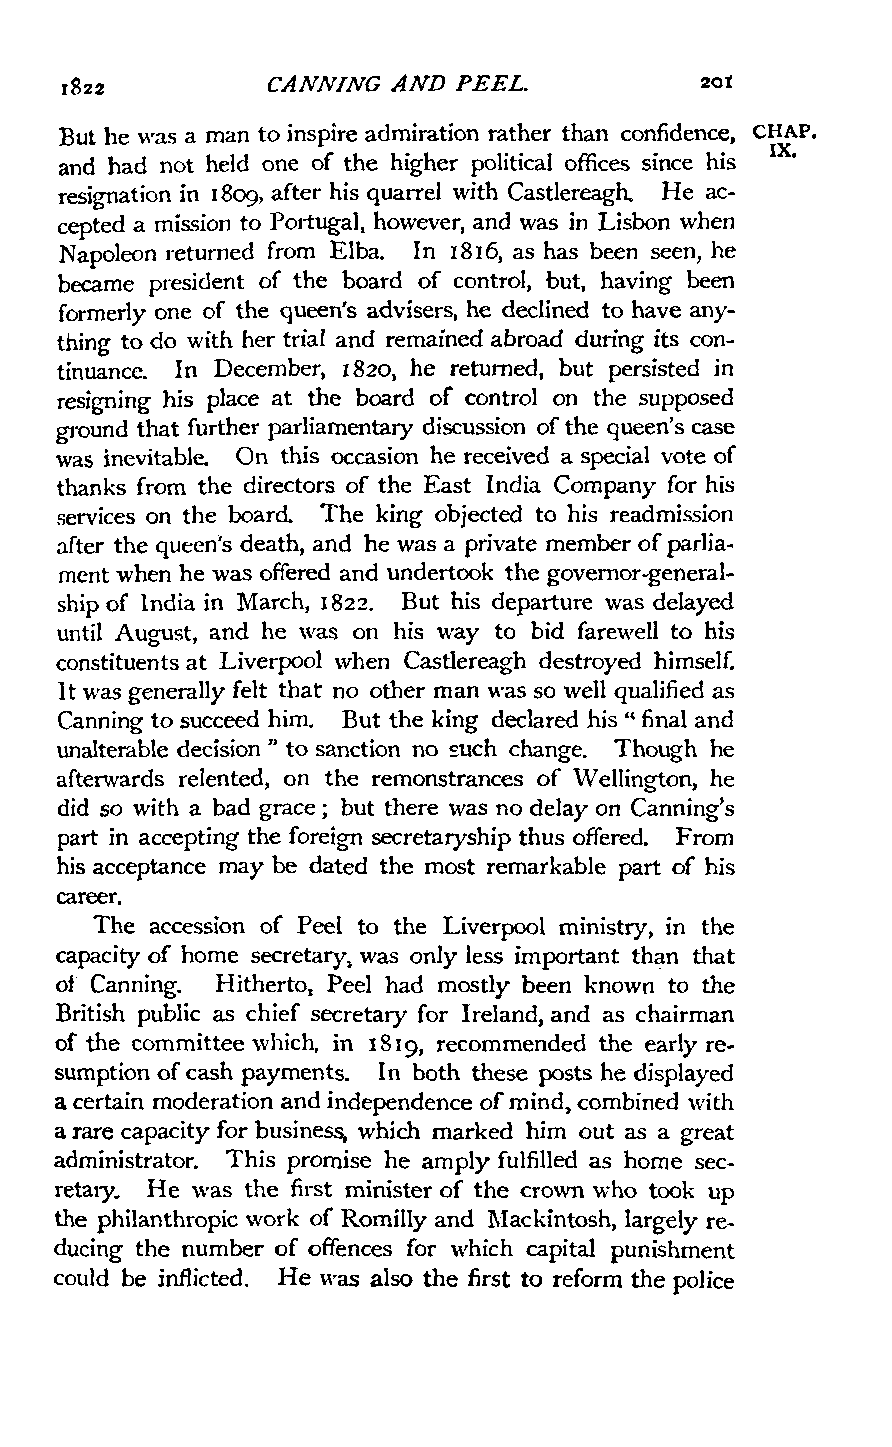 1822 CANNING AND PEEL. 201
But he was a man to inspire admiration rather than confidence, CHAP.
and had not held one of the higher political offices since his IX.
resignation in 1809, after his quarrel with Castlereagh. He ac-
cepted a mission to Portugal, however, and was in Lisbon when
Napoleon returned from Elba. In 1816, as has been seen, he
became president of the board of control, but, having been
formerly one of the queen's advisers, he declined to have any-
thing to do with her trial and remained abroad during its con-
tinuance. In December, 1820, he returned, but persisted in
resigning his place at the board of control on the supposed
ground that further parliamentary discussion of the queen's case
was inevitable. On this occasion he received a special vote of
thanks from the directors of the East India Company for his
services on the board. The king objected to his readmission
after the queen's death, and he was a private member of parlia-
ment when he was offered and undertook the governor-general-
ship of India in March, 1822. But his departure was delayed
until August, and he was on his way to bid farewell to his
constituents at Liverpool when Castlereagh destroyed himself.
It was generally felt that no other man was so well qualified as
Canning to succeed him. But the king declared his " final and
unalterable decision " to sanction no such change. Though he
afterwards relented, on the remonstrances of Wellington, he
did so with a bad grace ; but there was no delay on Canning's
part in accepting the foreign secretaryship thus offered. From
his acceptance may be dated the most remarkable part of his
career.
The accession of Peel to the Liverpool ministry, in the
capacity of home secretary, was only less important than that
of Canning. Hitherto, Peel had mostly been known to the
British public as chief secretary for Ireland, and as chairman
of the committee which, in 1819, recommended the early re-
sumption of cash payments. In both these posts he displayed
a certain moderation and independence of mind, combined with
a rare capacity for business, which marked him out as a great
administrator. This promise he amply fulfilled as home sec-
retary. He was the first minister of the crown who took up
the philanthropic work of Romilly and Mackintosh, largely re-
ducing the number of offences for which capital punishment
could be inflicted. He was also the first to reform the police